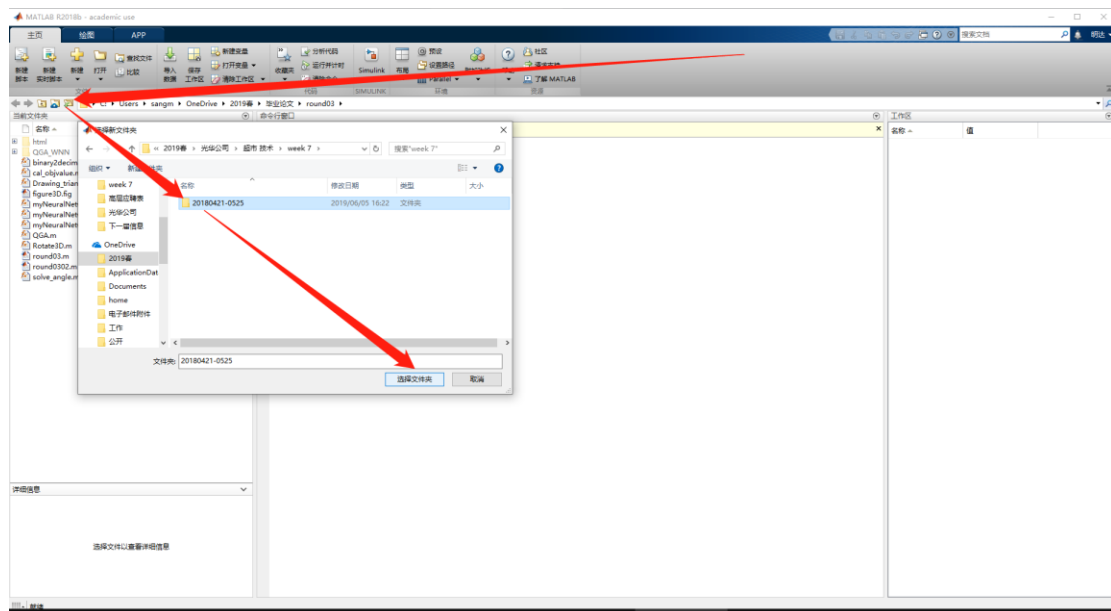 MATLAB R2018b - academic use
主页 绘图 APP
搜索文档
新建脚本 新建实时脚本 新建 打开 查找文件 比较 导入数据 保存工作区 新建变量 打开变量 清除工作区 收藏夹 分析代码 运行并计时 Simulink 布局 预设 设置路径 社区 了解 MATLAB
代码 SIMULINK 环境 资源
Users sangm OneDrive 2019春 毕业论文 round03
当前文件夹 命令行窗口 工作区
名称
名称 值
html
QGA_WNN
binary2decim
cal_objvalue.m
Drawing_trian
figure3D.fig
myNeuralNet
myNeuralNet
myNeuralNet
QGA.m
Rotate3D.m
round03.m
round0302.m
solve_angle.m
选择新文件夹
2019春 光华公司 超市 技术 week 7
搜索"week 7"
组织
名称 修改日期 类型 大小
week 7
高层应聘表
光华公司
下一届信息
OneDrive
2019春
ApplicationDat
Documents
home
电子邮件附件
工作
公开
20180421-0525 2019/06/05 16:22 文件夹
文件夹: 20180421-0525
选择文件夹 取消
详细信息
选择文件以查看详细信息
就绪